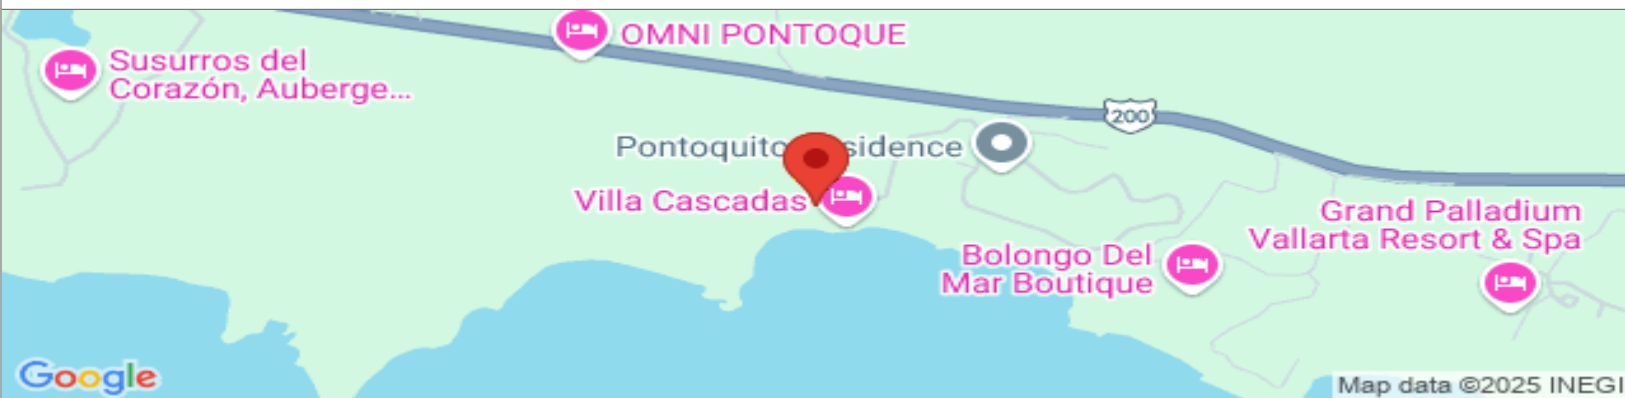 OMNI PONTOQUE
Susurros del
Corazón, Auberge...
200
Pontoquito sidence
Villa Cascadas
Grand Palladium
Vallarta Resort & Spa
Bolongo Del
Mar Boutique
Google
Map data ©2025 INEGI